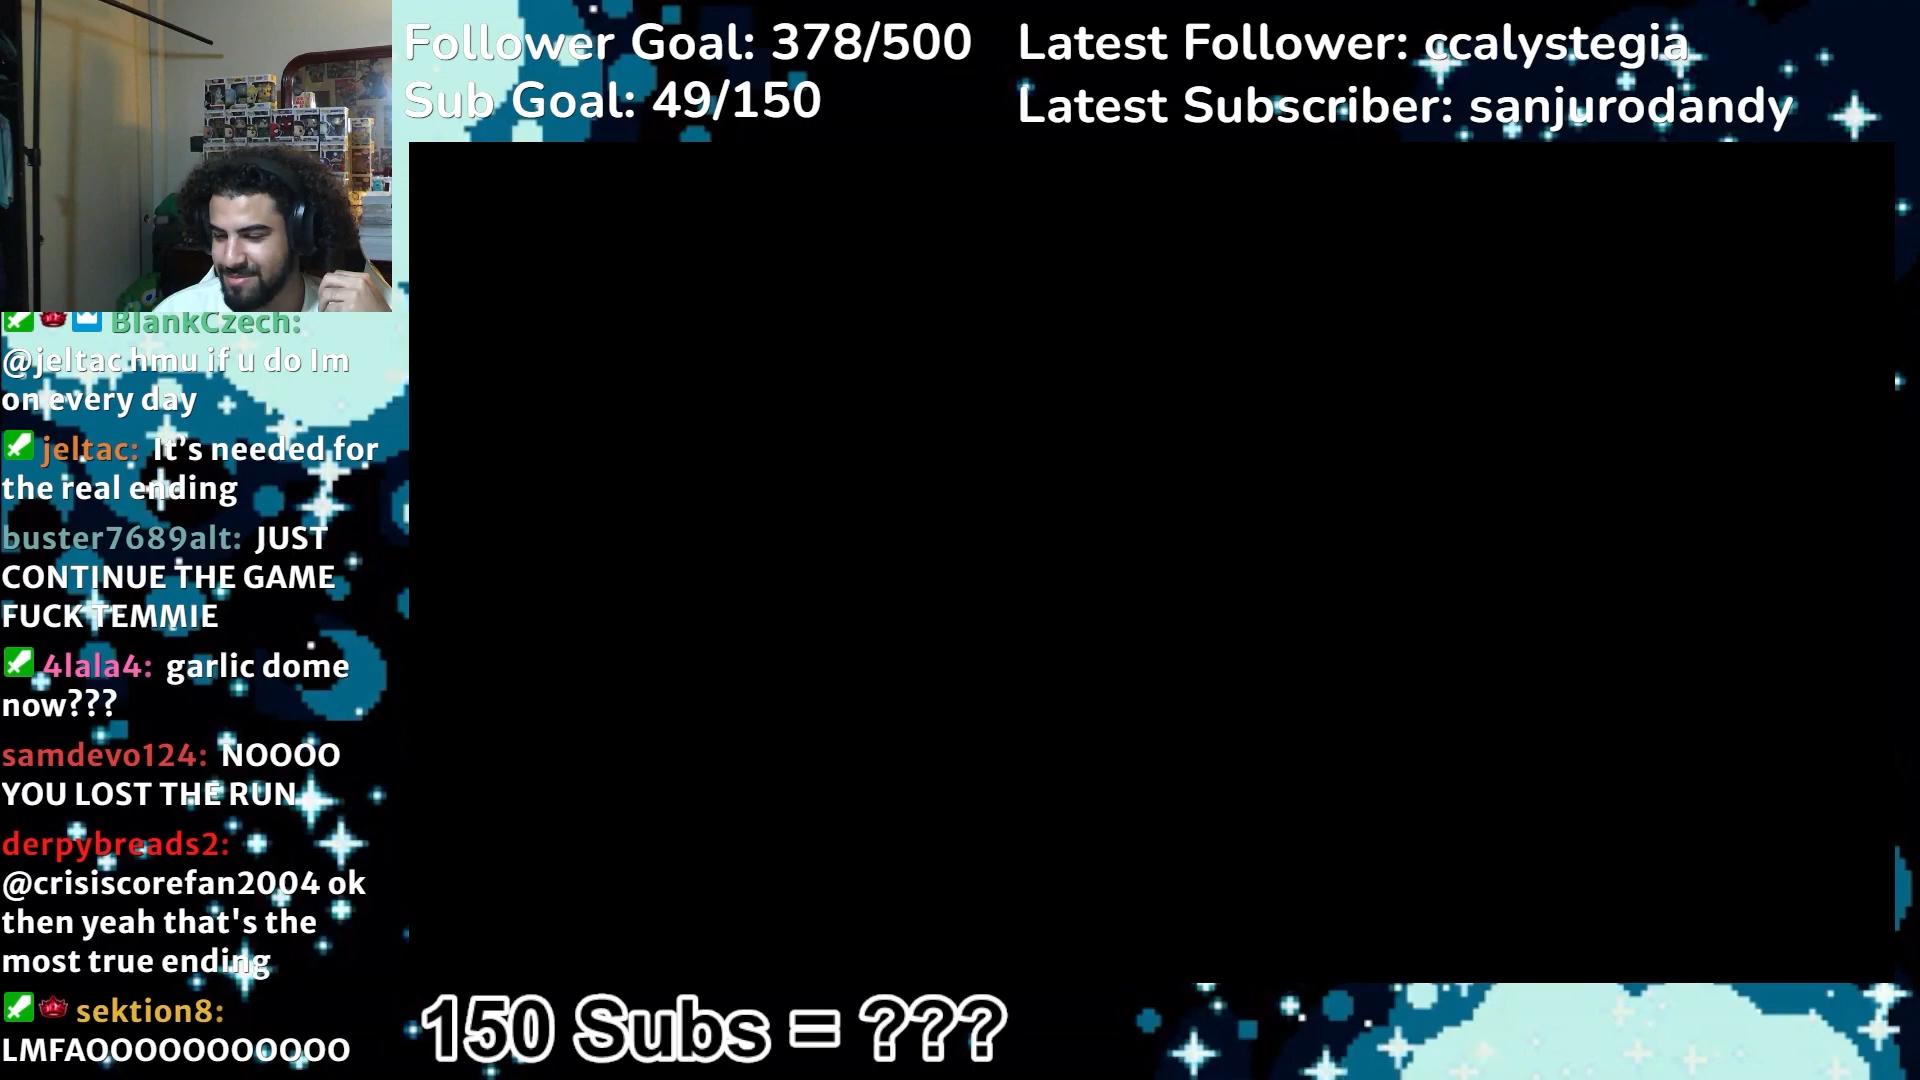 Follower Goal: 378/500
Sub Goal: 49/150
Latest Follower: ccalystegia
Latest Subscriber: sanjurodandy
BlankCzech:
@jeltac hmu if u do Im
on every day
jeltac: It's needed for
the real ending
buster7689alt: JUST
CONTINUE THE GAME
FUCK TEMMIE
4lala4: garlic dome
now???
samdevo124: NOOOO
YOU LOST THE RUN
derpybreads2:
@crisiscorefan2004 ok
then yeah that's the
most true ending
sektion8:
LMFAOOOOOOOOOOO
150 Subs = ???